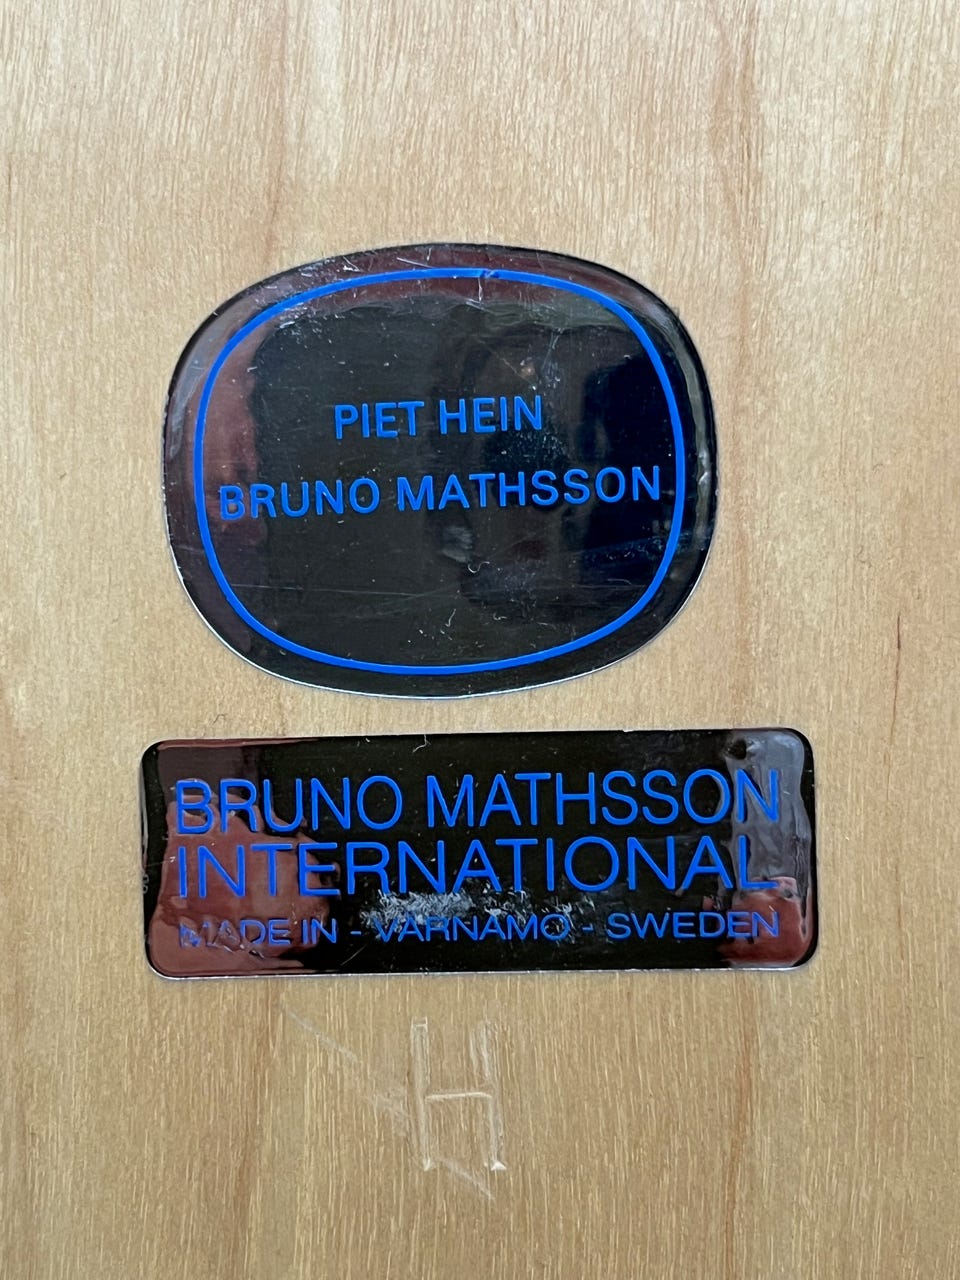 PIET HEIN
BRUNO MATHSSON
BRUNO MATHSSON
INTERNATIONAL
MADE IN - VARNAMO - SWEDEN
H